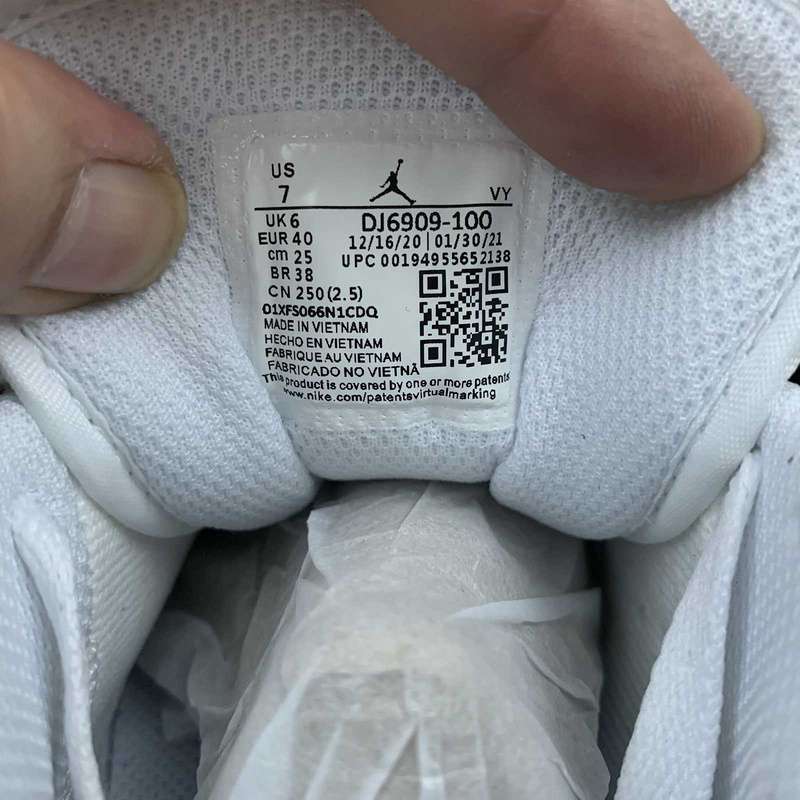 US
7 VY
UK 6 DJ6909-100
EUR 40 12/16/20 | 01/30/21
cm 25 UPC 00194955652138
BR 38
CN 250 (2.5)
01XFS066N1CDQ
MADE IN VIETNAM
HECHO EN VIETNAM
FABRIQUE AU VIETNAM
FABRICADO NO VIETNÃ
This product is covered by one or more patents
www.nike.com/patentsvirtualmarking